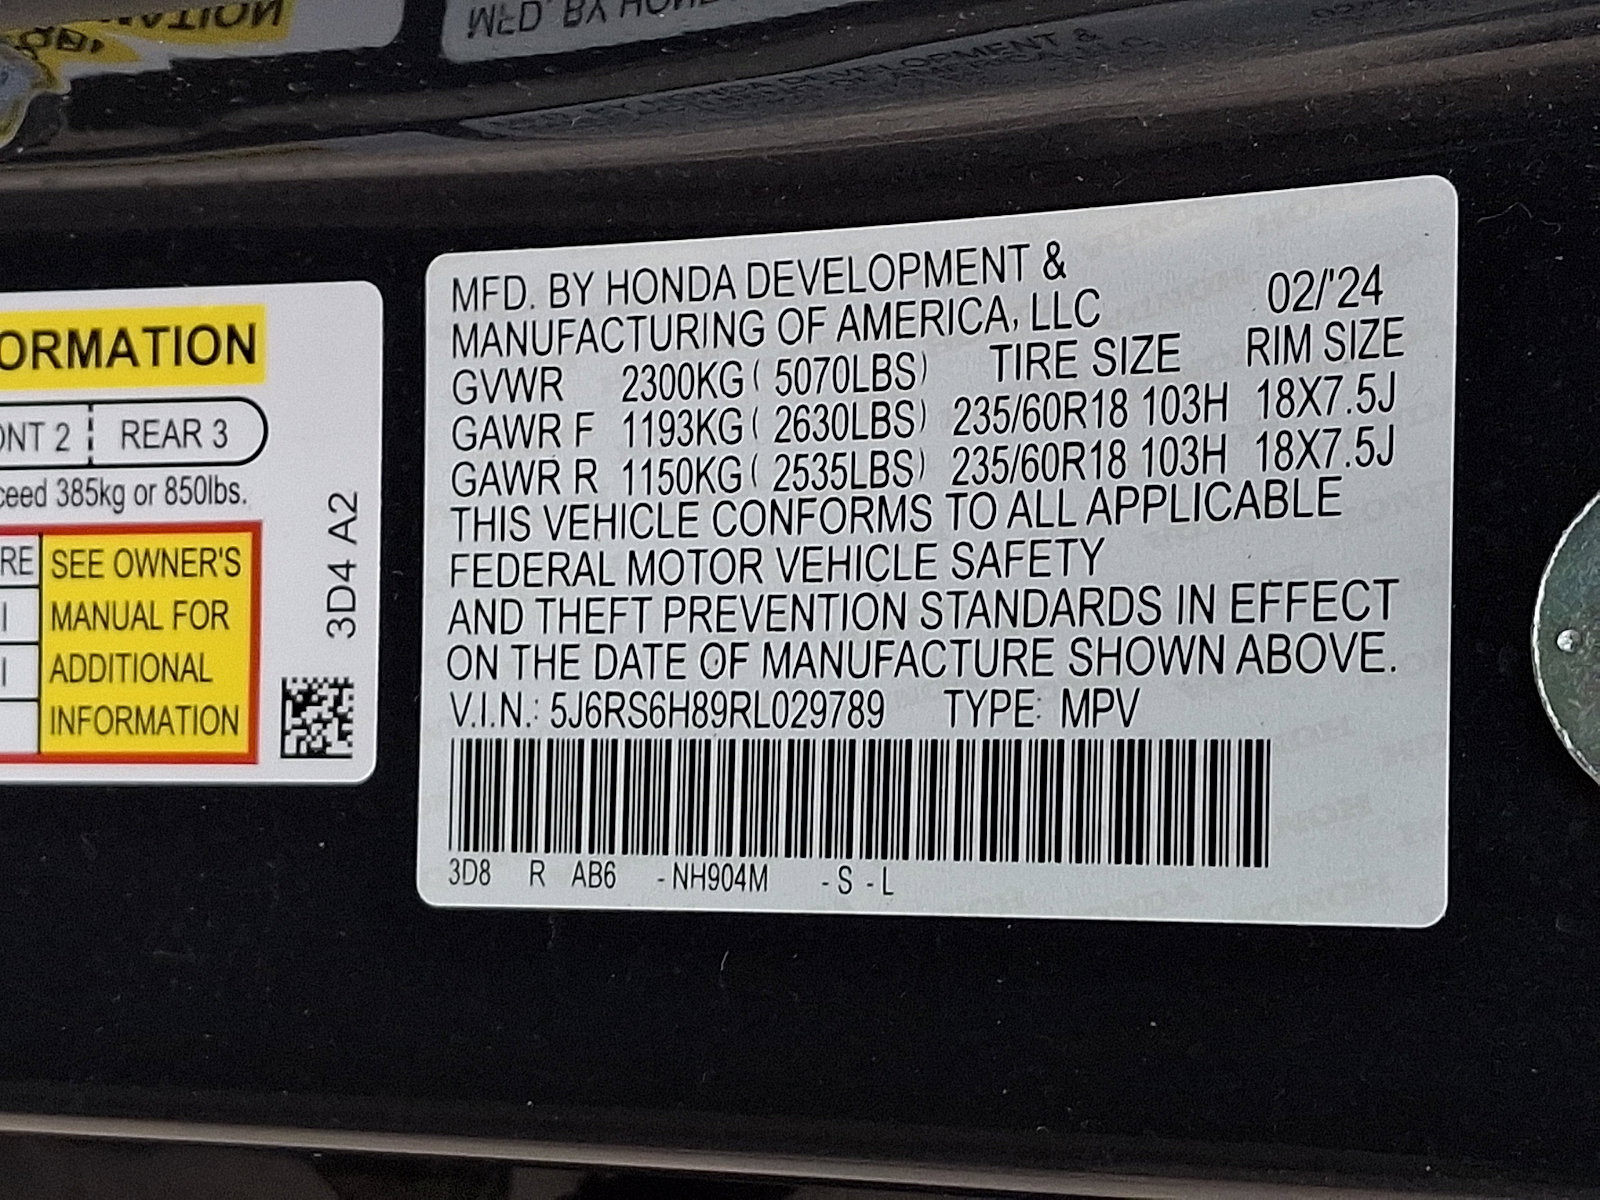 ORMATION
NT 2 REAR 3
ceed 385kg or 850lbs.
RE
SEE OWNER'S
MANUAL FOR
ADDITIONAL
INFORMATION
3D4 A2
MFD. BY HONDA DEVELOPMENT &
MANUFACTURING OF AMERICA, LLC 02/'24
GVWR 2300KG ( 5070LBS) TIRE SIZE RIM SIZE
GAWR F 1193KG ( 2630LBS) 235/60R18 103H 18X7.5J
GAWR R 1150KG ( 2535LBS) 235/60R18 103H 18X7.5J
THIS VEHICLE CONFORMS TO ALL APPLICABLE
FEDERAL MOTOR VEHICLE SAFETY
AND THEFT PREVENTION STANDARDS IN EFFECT
ON THE DATE OF MANUFACTURE SHOWN ABOVE.
V.I.N.: 5J6RS6H89RL029789 TYPE: MPV
3D8 R AB6 -NH904M -S -L